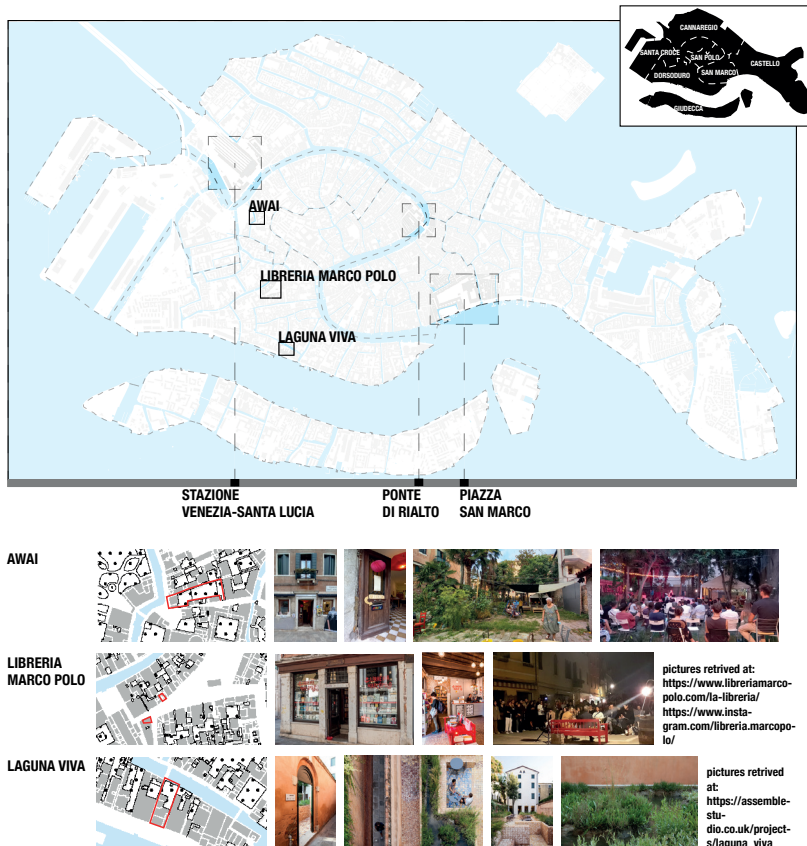 CANNAREGIO
SANTA CROCE
SAN POLO
CASTELLO
SAN MARCO
DORSODURO
GIUDECCA
AWAI
LIBRERIA MARCO POLO
LAGUNA VIVA
STAZIONE
VENEZIA-SANTA LUCIA
PONTE
DI RIALTO
PIAZZA
SAN MARCO
AWAI
LIBRERIA
MARCO POLO
pictures retrived at:
https://www.libreriamarco-
polo.com/la-libreria/
https://www.insta-
gram.com/libreria.marcopo-
lo/
LAGUNA VIVA
pictures retrived
at:
https://assemble-
stu-
dio.co.uk/project-
s/laguna_viva